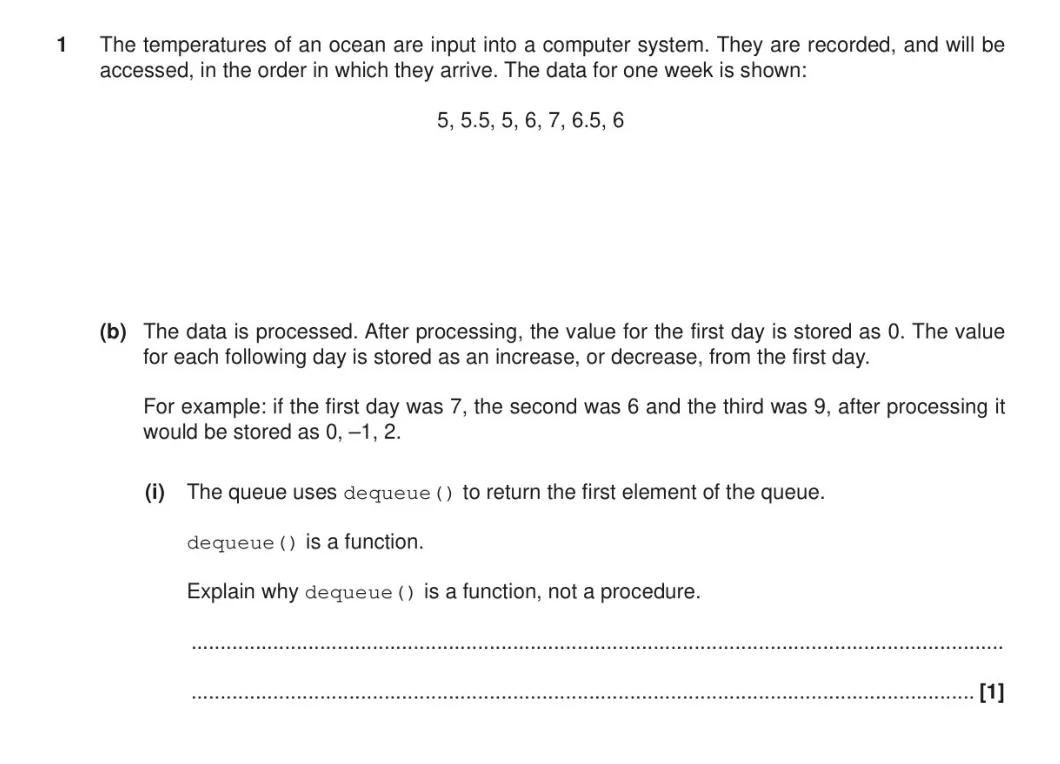 1 The temperatures of an ocean are input into a computer system. They are recorded, and will be
accessed, in the order in which they arrive. The data for one week is shown:
5, 5.5, 5, 6, 7, 6.5, 6
(b) The data is processed. After processing, the value for the first day is stored as 0. The value
for each following day is stored as an increase, or decrease, from the first day.
For example: if the first day was 7, the second was 6 and the third was 9, after processing it
would be stored as 0, –1, 2.
(i) The queue uses dequeue() to return the first element of the queue.
dequeue() is a function.
Explain why dequeue() is a function, not a procedure.
................................................................................................................................................
........................................................................................................................................... [1]